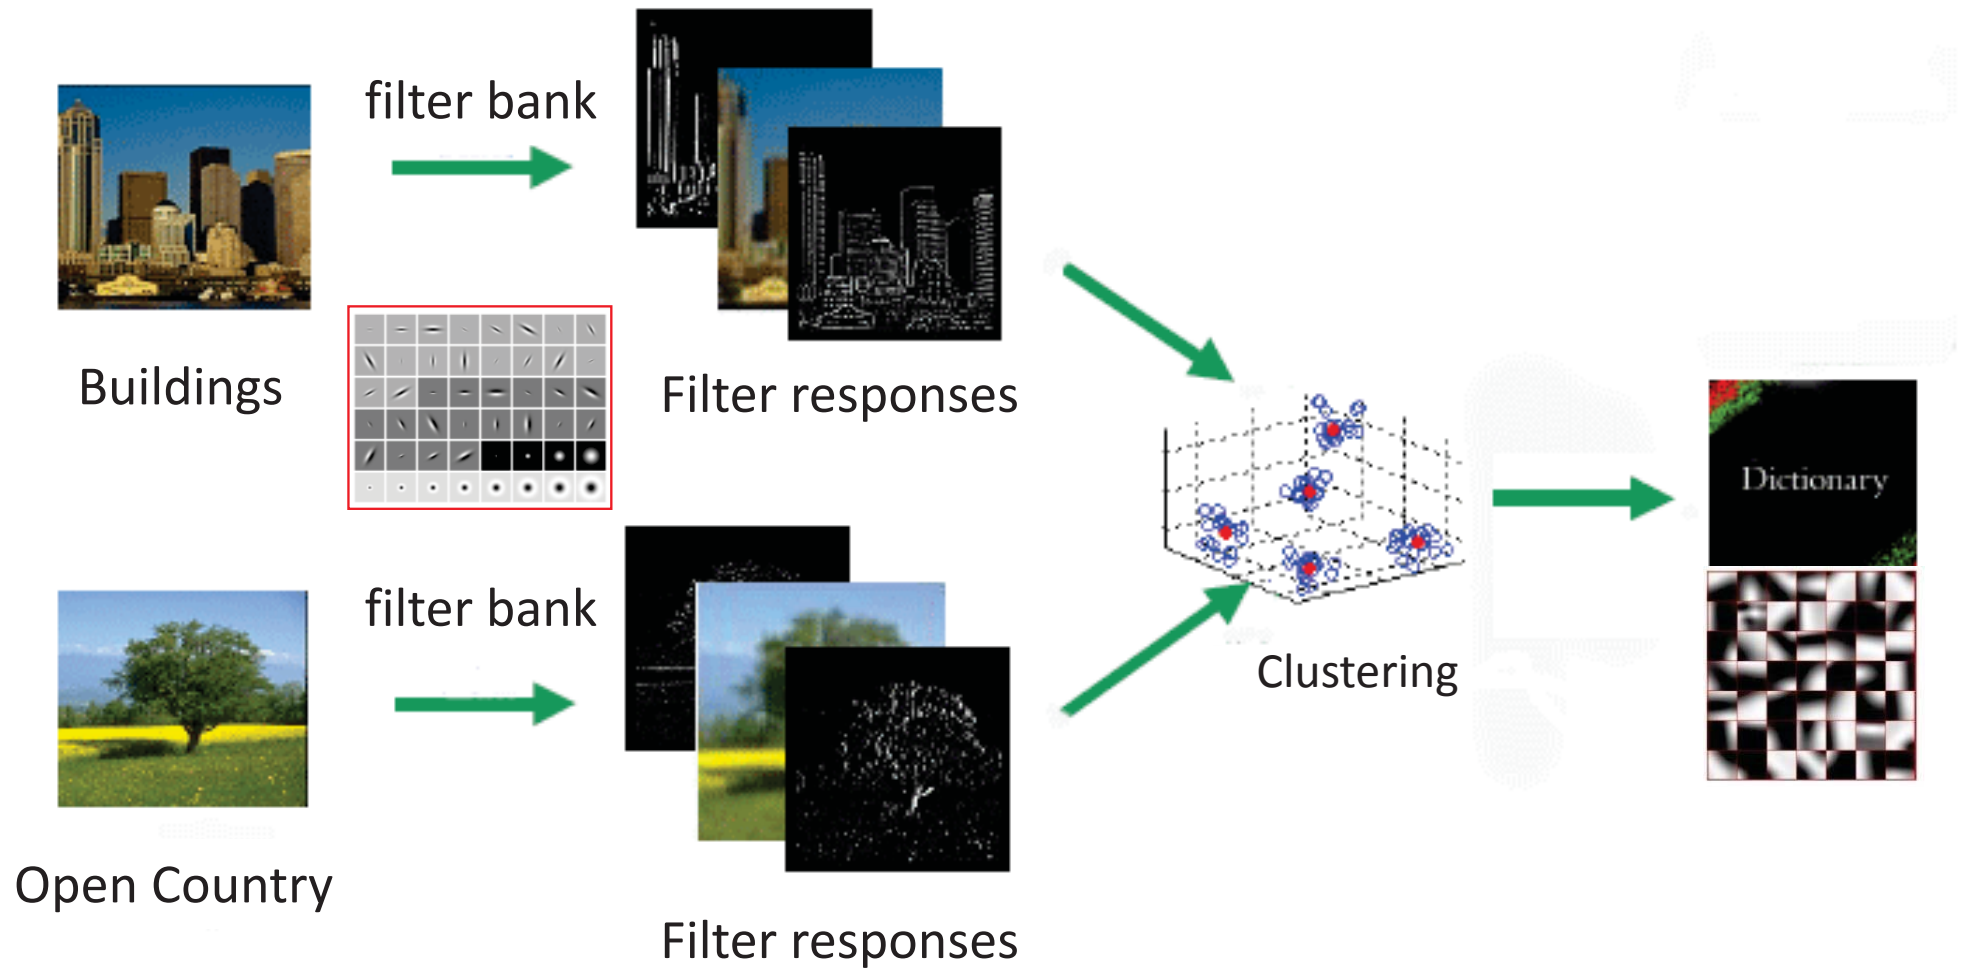 filter bank
Buildings
Filter responses
filter bank
Open Country
Filter responses
Clustering
Dictionary